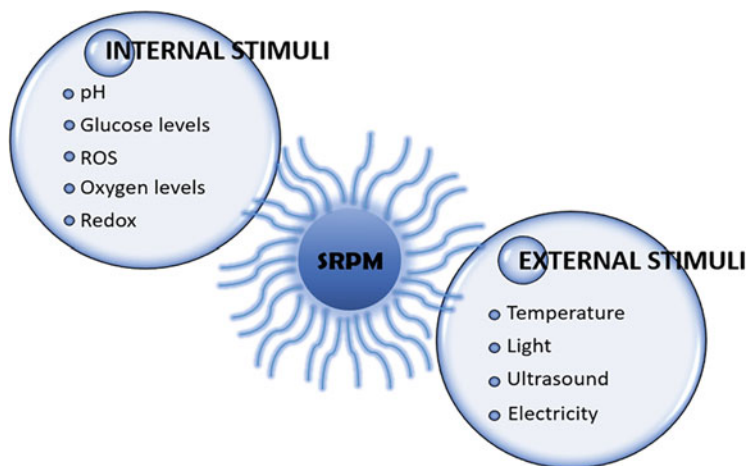 INTERNAL STIMULI
pH
Glucose levels
ROS
Oxygen levels
Redox
SRPM
EXTERNAL STIMULI
Temperature
Light
Ultrasound
Electricity